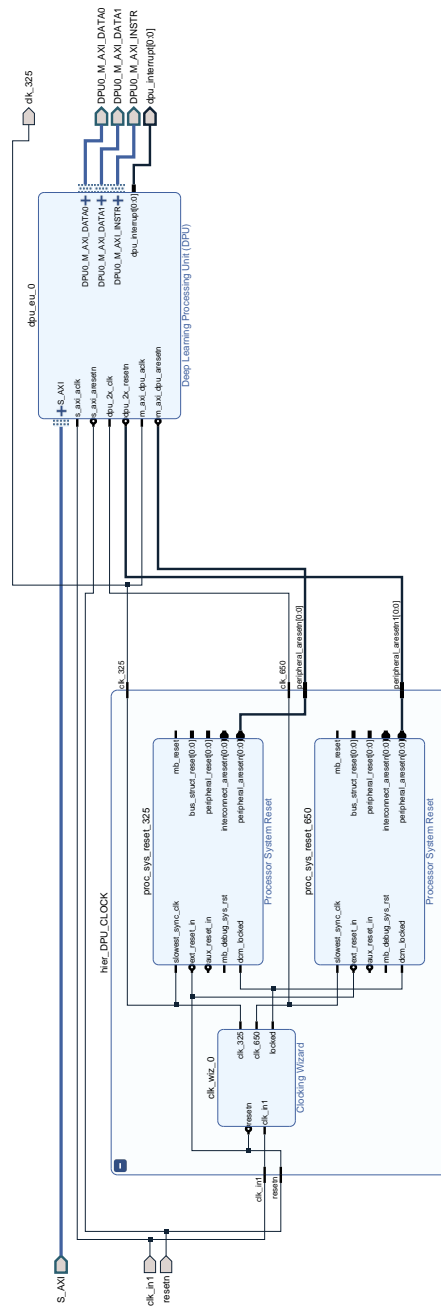 S_AXI
clk_in1
resetn
hier_DPU_CLOCK
clk_in1
resetn
clk_wiz_0
resetn
clk_in1
clk_325
clk_650
locked
Clocking Wizard
proc_sys_reset_325
slowest_sync_clk
ext_reset_in
aux_reset_in
mb_debug_sys_rst
dcm_locked
mb_reset
bus_struct_reset[0:0]
peripheral_reset[0:0]
interconnect_aresetn[0:0]
peripheral_aresetn[0:0]
Processor System Reset
proc_sys_reset_650
slowest_sync_clk
ext_reset_in
aux_reset_in
mb_debug_sys_rst
dcm_locked
mb_reset
bus_struct_reset[0:0]
peripheral_reset[0:0]
interconnect_aresetn[0:0]
peripheral_aresetn[0:0]
Processor System Reset
clk_325
clk_650
peripheral_aresetn[0:0]
peripheral_aresetn1[0:0]
dpu_eu_0
S_AXI
s_axi_aclk
s_axi_aresetn
dpu_2x_clk
dpu_2x_resetn
m_axi_dpu_aclk
m_axi_dpu_aresetn
DPU0_M_AXI_DATA0
DPU0_M_AXI_DATA1
DPU0_M_AXI_INSTR
dpu_interrupt[0:0]
Deep Learning Processing Unit (DPU)
clk_325
DPU0_M_AXI_DATA0
DPU0_M_AXI_DATA1
DPU0_M_AXI_INSTR
dpu_interrupt[0:0]